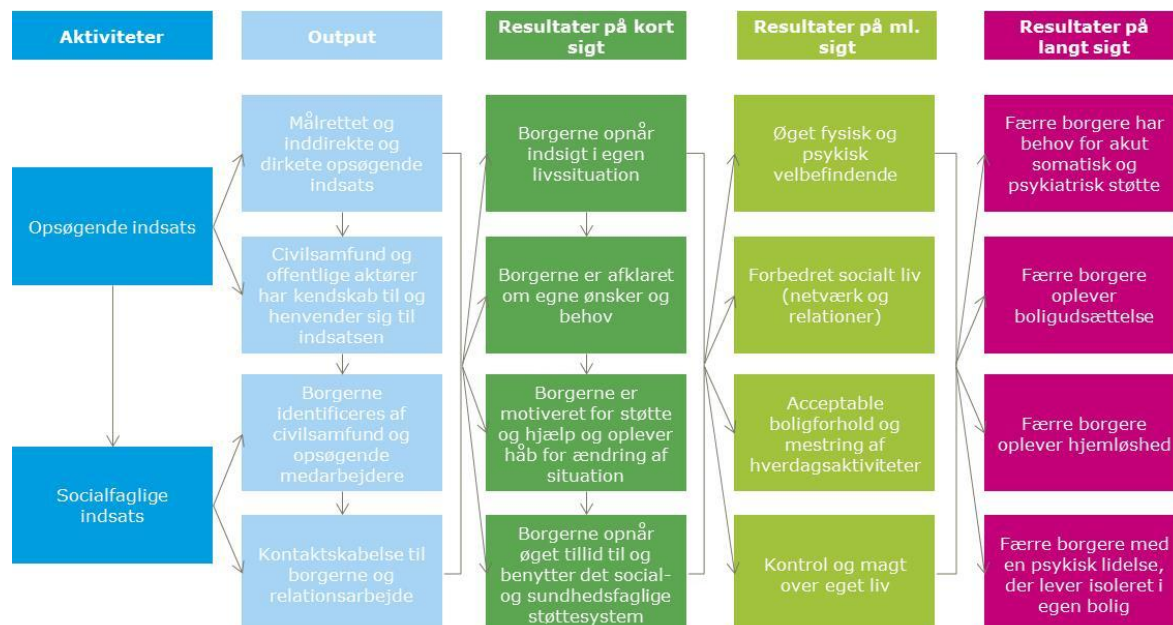 Aktiviteter
Output
Resultater på kort
sigt
Resultater på ml.
sigt
Resultater på
langt sigt
Opsøgende indsats
Socialfaglige
indsats
Målrettet og
inddirekte og
dirkete opsøgende
indsats
Civilsamfund og
offentlige aktører
har kendskab til og
henvender sig til
indsatsen
Borgerne
identificeres af
civilsamfund og
opsøgende
medarbejdere
Kontaktskabelse til
borgerne og
relationsarbejde
Borgerne opnår
indsigt i egen
livssituation
Borgerne er afklaret
om egne ønsker og
behov
Borgerne er
motiveret for støtte
og hjælp og oplever
håb for ændring af
situation
Borgerne opnår
øget tillid til og
benytter det social-
og sundhedsfaglige
støttesystem
Øget fysisk og
psykisk
velbefindende
Forbedret socialt liv
(netværk og
relationer)
Acceptable
boligforhold og
mestring af
hverdagsaktiviteter
Kontrol og magt
over eget liv
Færre borgere har
behov for akut
somatisk og
psykiatrisk støtte
Færre borgere
oplever
boligudsættelse
Færre borgere
oplever hjemløshed
Færre borgere med
en psykisk lidelse,
der lever isoleret i
egen bolig